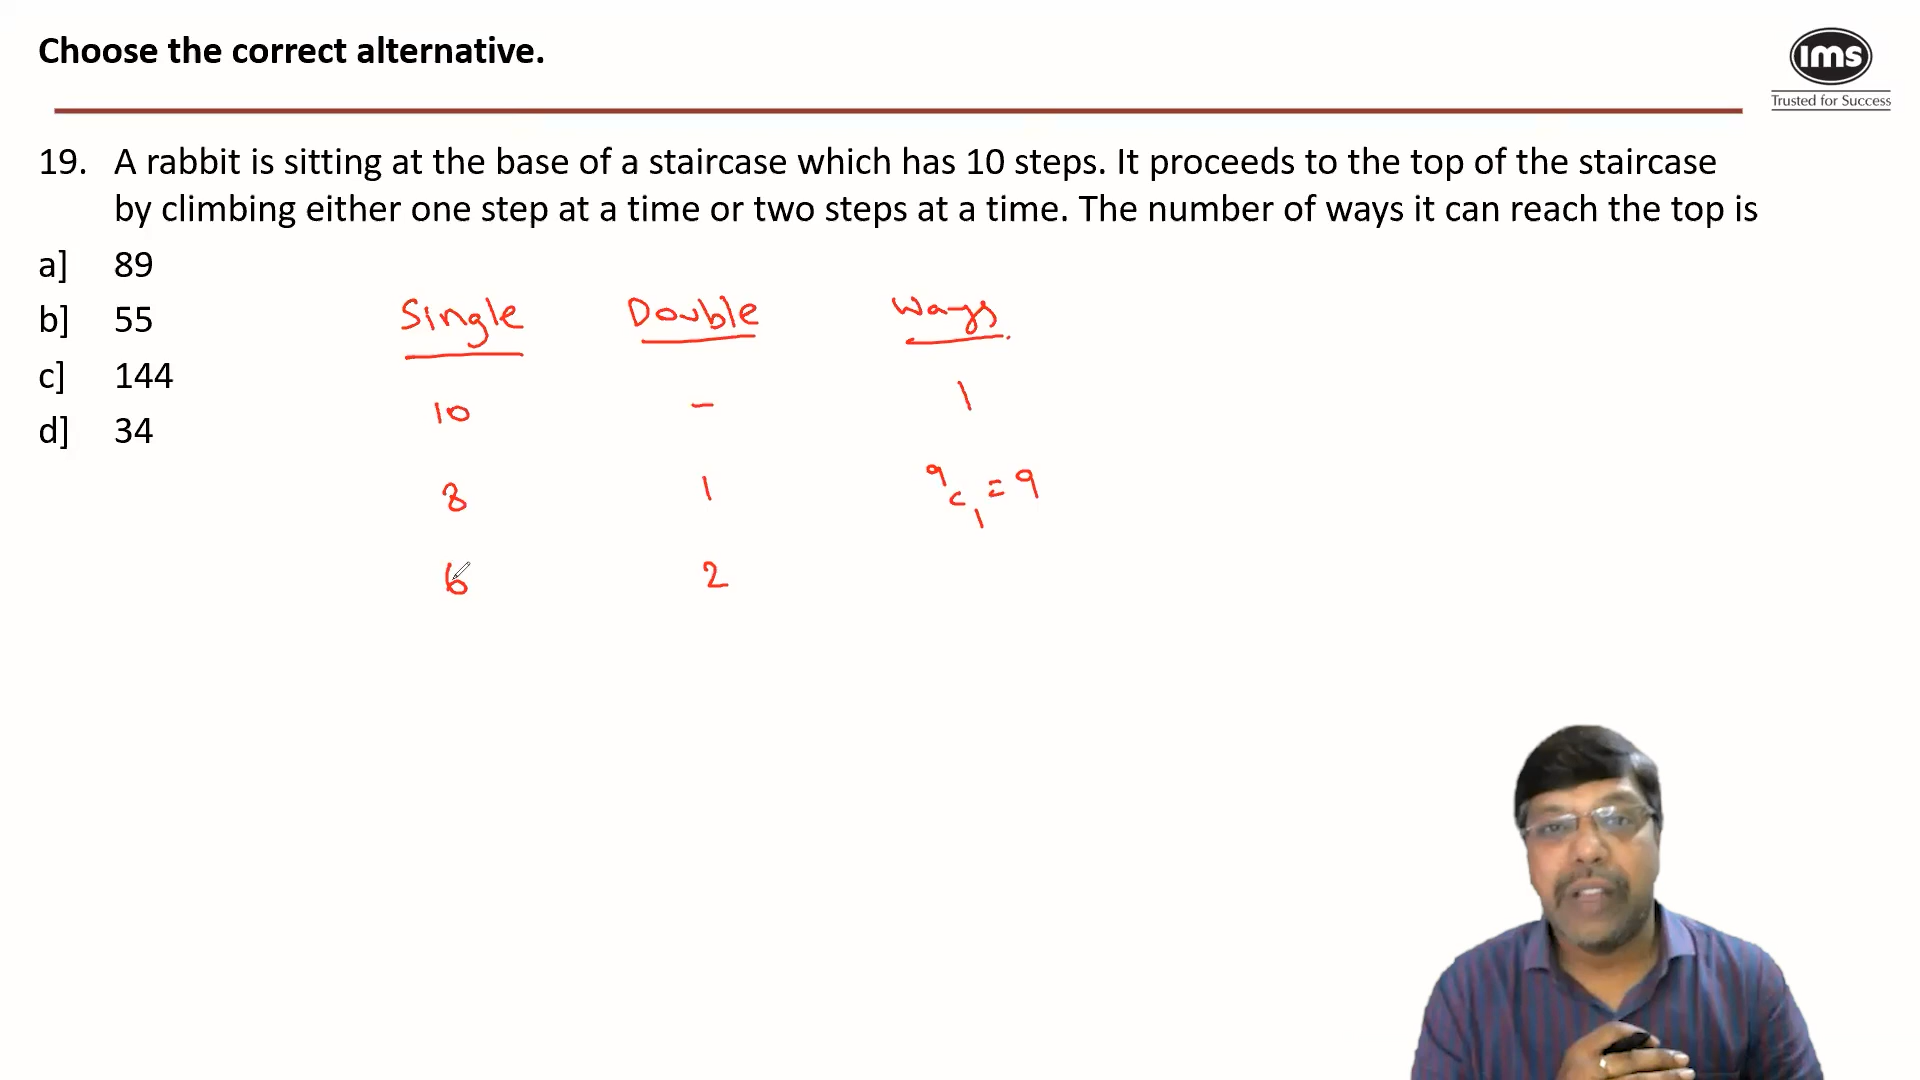 Choose the correct alternative.
ims
Trusted for Success
19. A rabbit is sitting at the base of a staircase which has 10 steps. It proceeds to the top of the staircase
by climbing either one step at a time or two steps at a time. The number of ways it can reach the top is
a] 89
b] 55
c] 144
d] 34
Single Double Ways
10 – 1
8 1 ⁹C₁ = 9
6 2